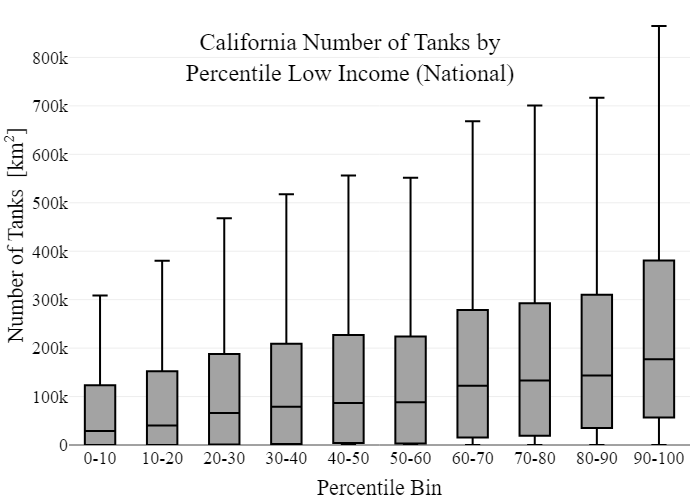 California Number of Tanks by
Percentile Low Income (National)
Number of Tanks [km²]
800k
700k
600k
500k
400k
300k
200k
100k
0
0-10 10-20 20-30 30-40 40-50 50-60 60-70 70-80 80-90 90-100
Percentile Bin